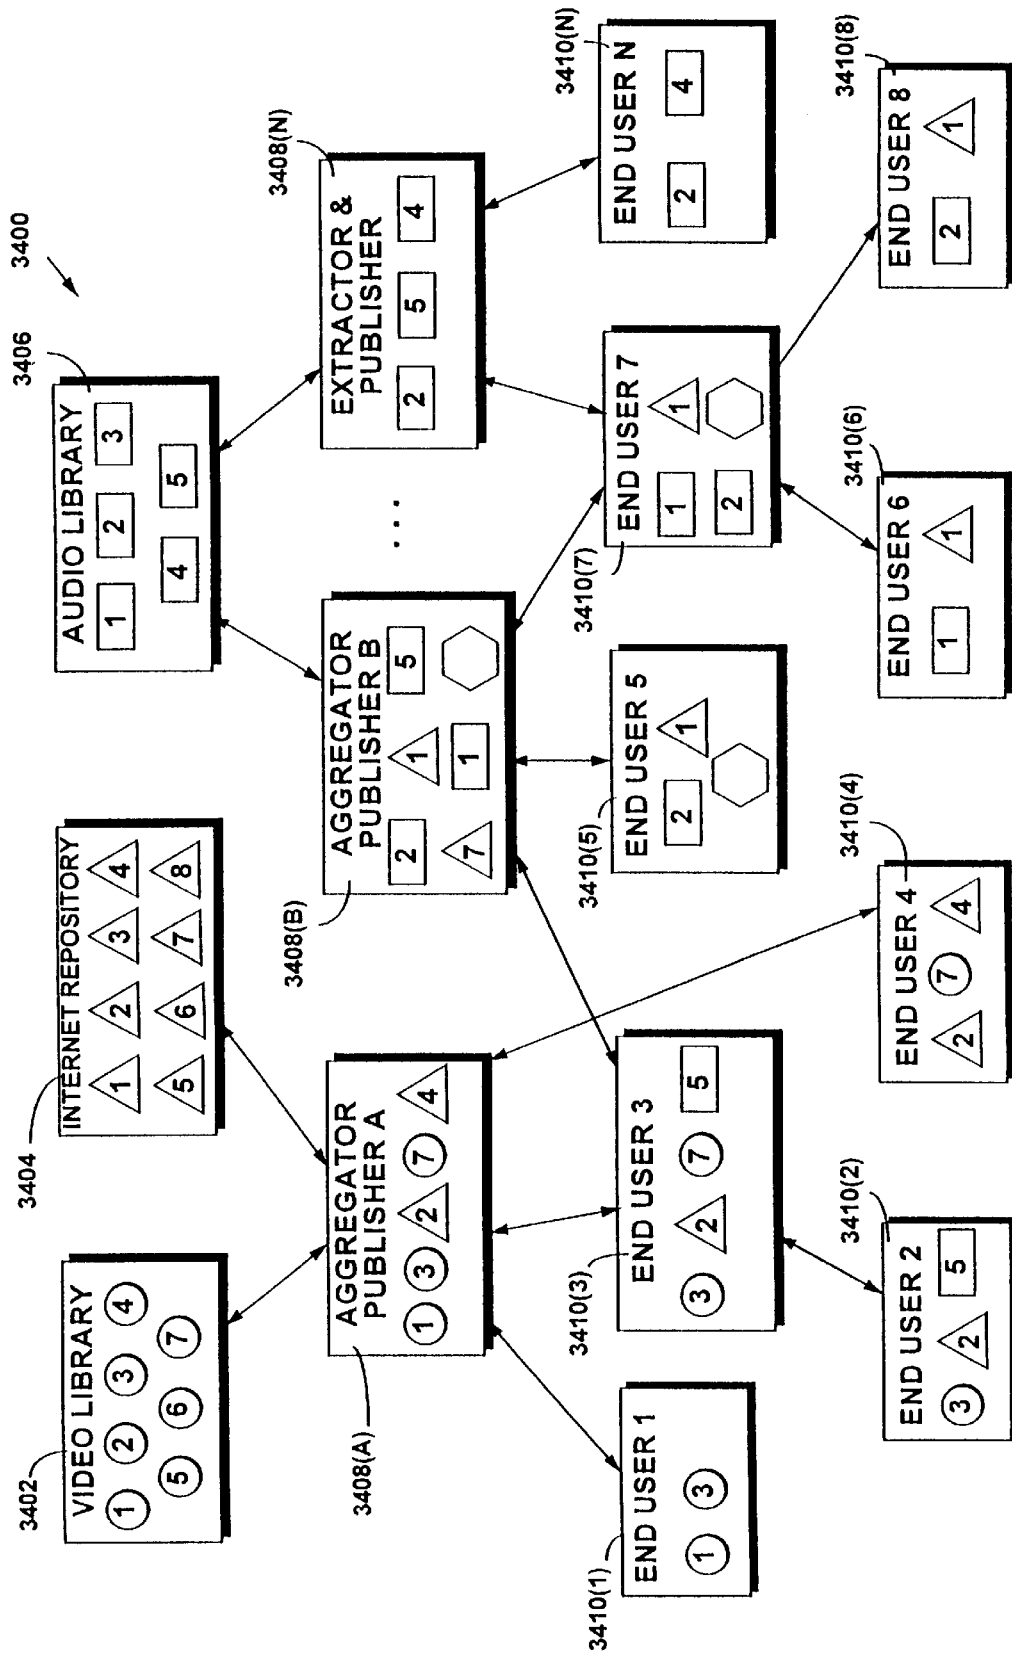 3400
3402
VIDEO LIBRARY
1 2 3 4
5 6 7
3404
INTERNET REPOSITORY
1 2 3 4
5 6 7 8
3406
AUDIO LIBRARY
1 2 3
4 5
3408(A)
AGGREGATOR
PUBLISHER A
1 3 2 7 4
3408(B)
AGGREGATOR
PUBLISHER B
2 1 5
7 1
...
3408(N)
EXTRACTOR &
PUBLISHER
2 5 4
3410(1)
END USER 1
1 3
3410(3)
END USER 3
3 2 7 5
3410(5)
END USER 5
2 1
3410(7)
END USER 7
1 1
2
3410(N)
END USER N
2 4
3410(2)
END USER 2
3 2 5
3410(4)
END USER 4
2 7 4
3410(6)
END USER 6
1 1
3410(8)
END USER 8
2 1